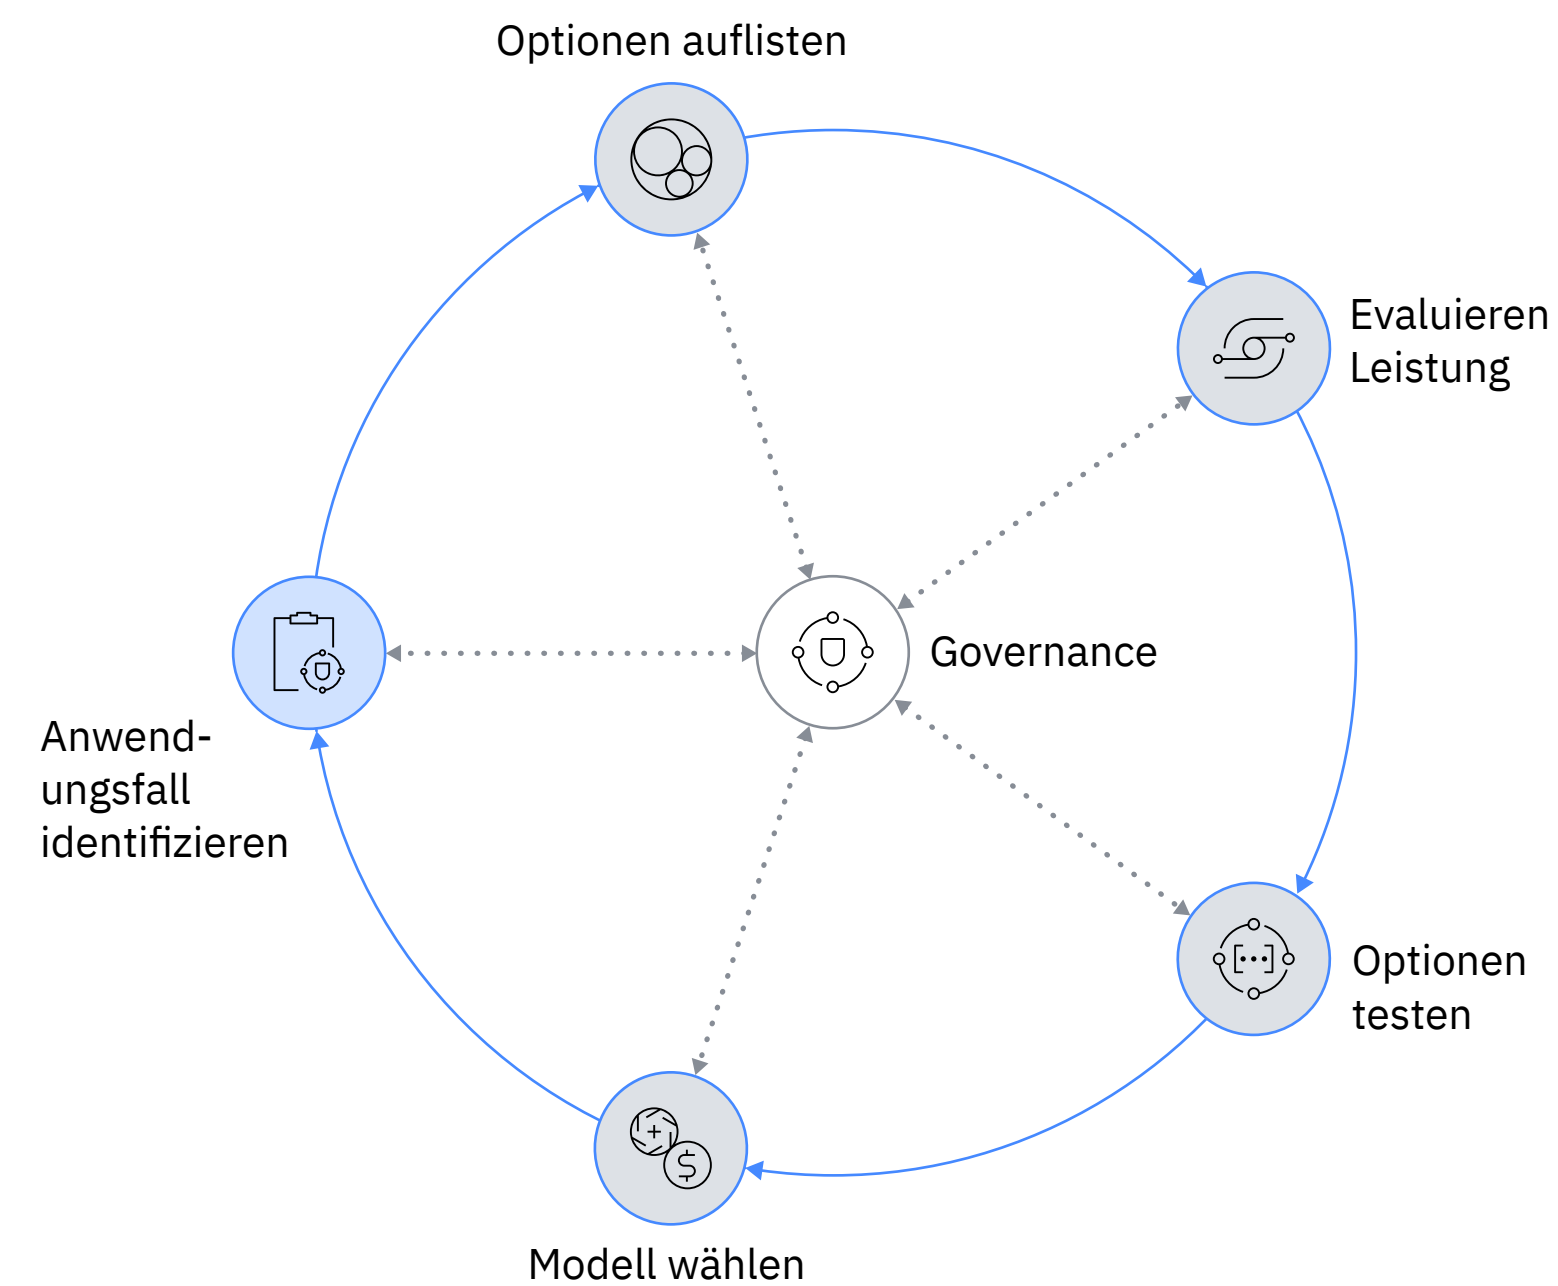 Optionen auflisten
Evaluieren
Leistung
Governance
Anwend-
ungsfall
identifizieren
Optionen
testen
Modell wählen